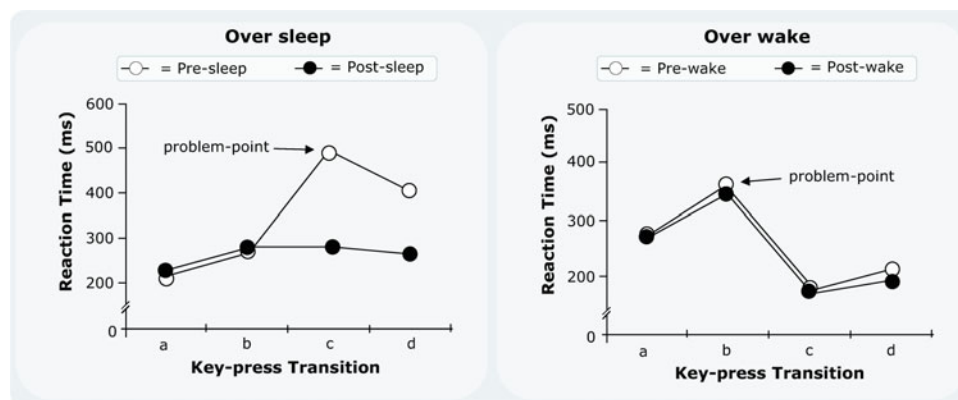 Over sleep
= Pre-sleep = Post-sleep
Reaction Time (ms)
600
500
400
300
200
0
problem-point
a b c d
Key-press Transition
Over wake
= Pre-wake = Post-wake
Reaction Time (ms)
500
400
300
200
0
problem-point
a b c d
Key-press Transition